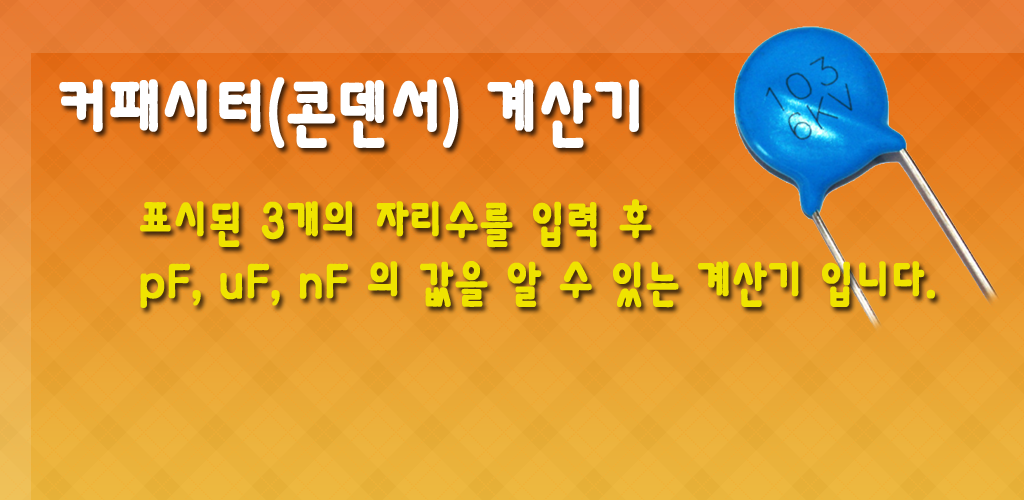 커패시터(콘덴서) 계산기
103
6KV
표시된 3개의 자리수를 입력 후
pF, uF, nF 의 값을 알 수 있는 계산기 입니다.